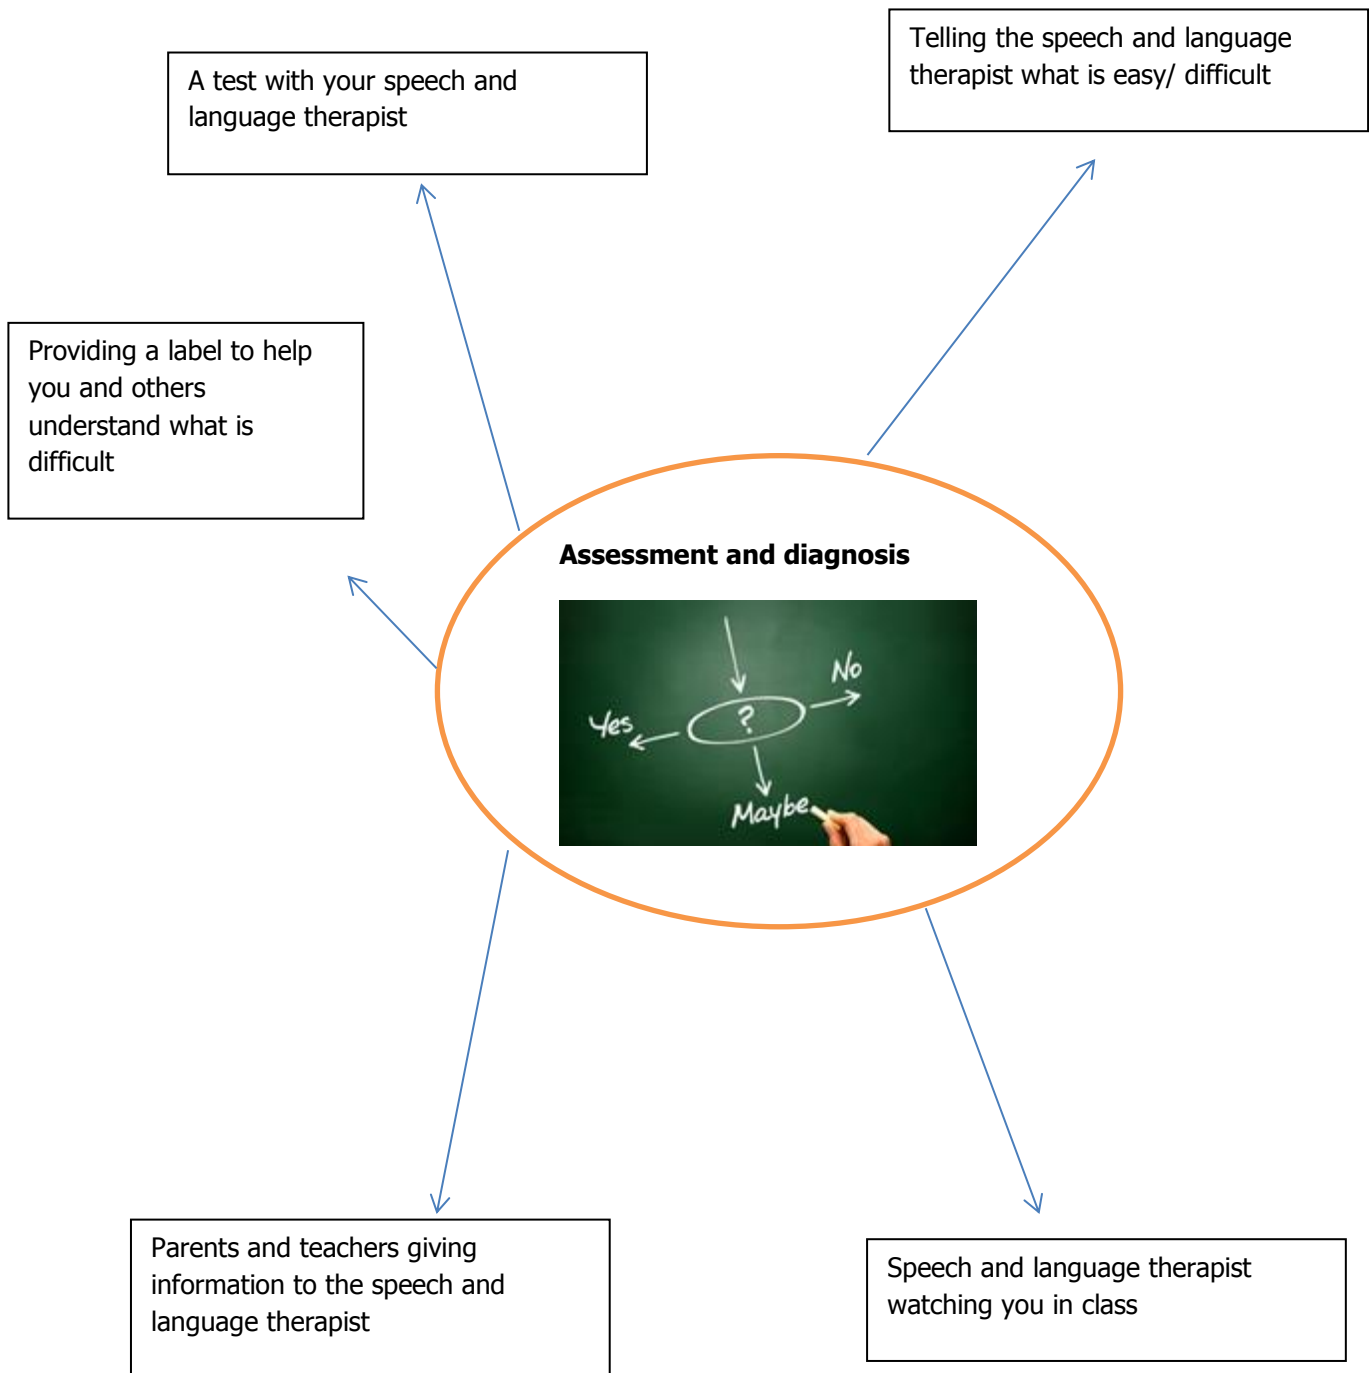 Telling the speech and language
therapist what is easy/ difficult
A test with your speech and
language therapist
Providing a label to help
you and others
understand what is
difficult
Assessment and diagnosis
No
?
Yes
Maybe
Parents and teachers giving
information to the speech and
language therapist
Speech and language therapist
watching you in class